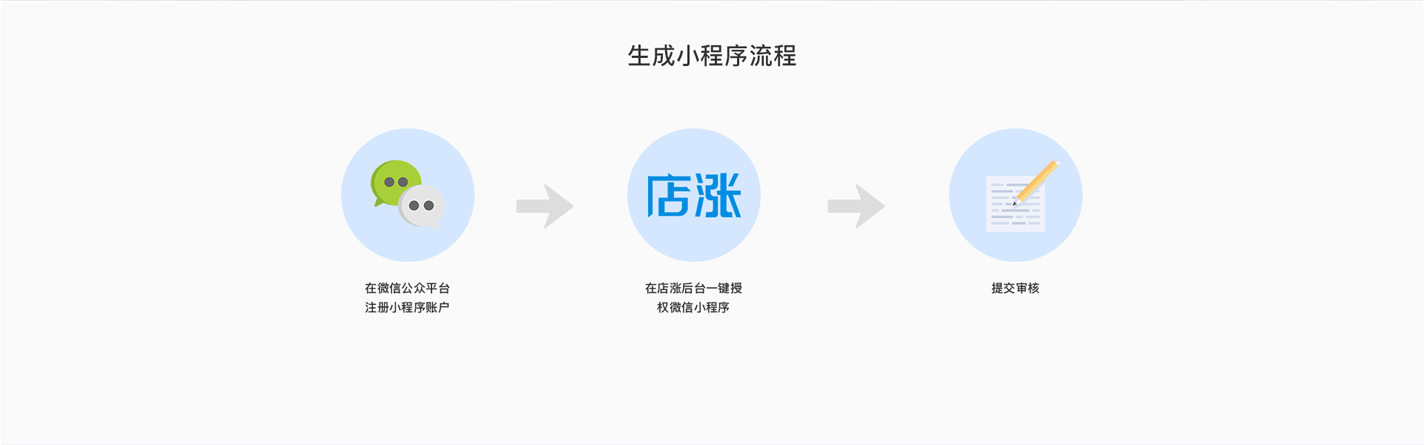 生成小程序流程
店涨
在微信公众平台
注册小程序账户
在店涨后台一键授
权微信小程序
提交审核